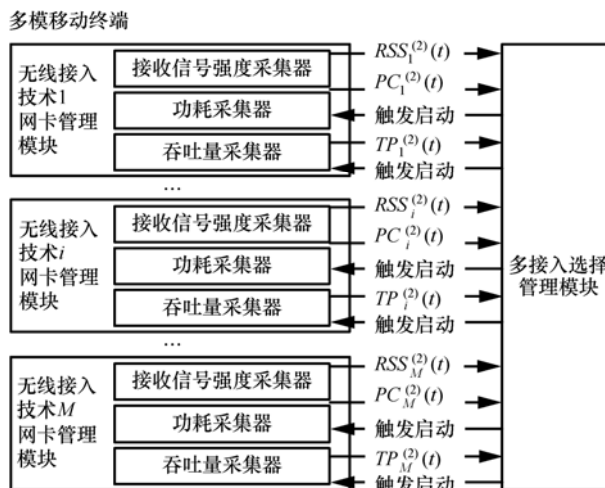 多模移动终端
无线接入
技术1
网卡管理
模块
接收信号强度采集器
功耗采集器
吞吐量采集器
RSS₁⁽²⁾(t)
PC₁⁽²⁾(t)
触发启动
TP₁⁽²⁾(t)
触发启动
...
无线接入
技术i
网卡管理
模块
接收信号强度采集器
功耗采集器
吞吐量采集器
RSSᵢ⁽²⁾(t)
PCᵢ⁽²⁾(t)
触发启动
TPᵢ⁽²⁾(t)
触发启动
多接入选择
管理模块
...
无线接入
技术M
网卡管理
模块
接收信号强度采集器
功耗采集器
吞吐量采集器
RSS_M⁽²⁾(t)
PC_M⁽²⁾(t)
触发启动
TP_M⁽²⁾(t)
触发启动